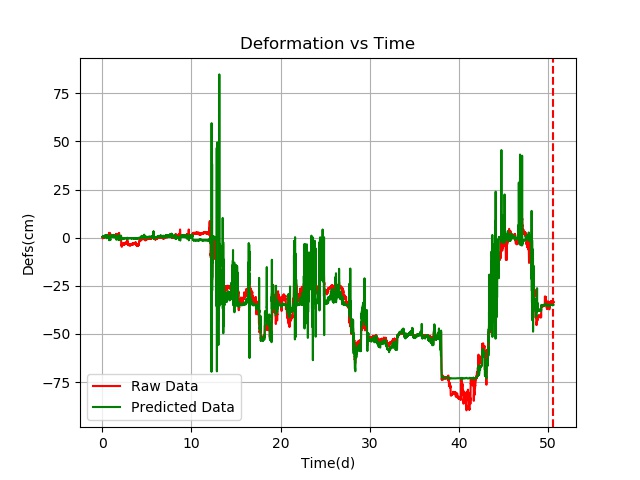 Deformation vs Time
Defs(cm)
75
50
25
0
−25
−50
−75
Raw Data
Predicted Data
0 10 20 30 40 50
Time(d)